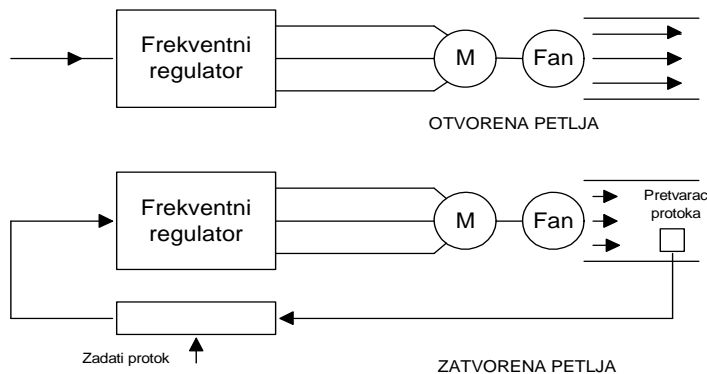 Frekventni
regulator
M
Fan
OTVORENA PETLJA
Frekventni
regulator
M
Fan
Pretvarac
protoka
Zadati protok
ZATVORENA PETLJA